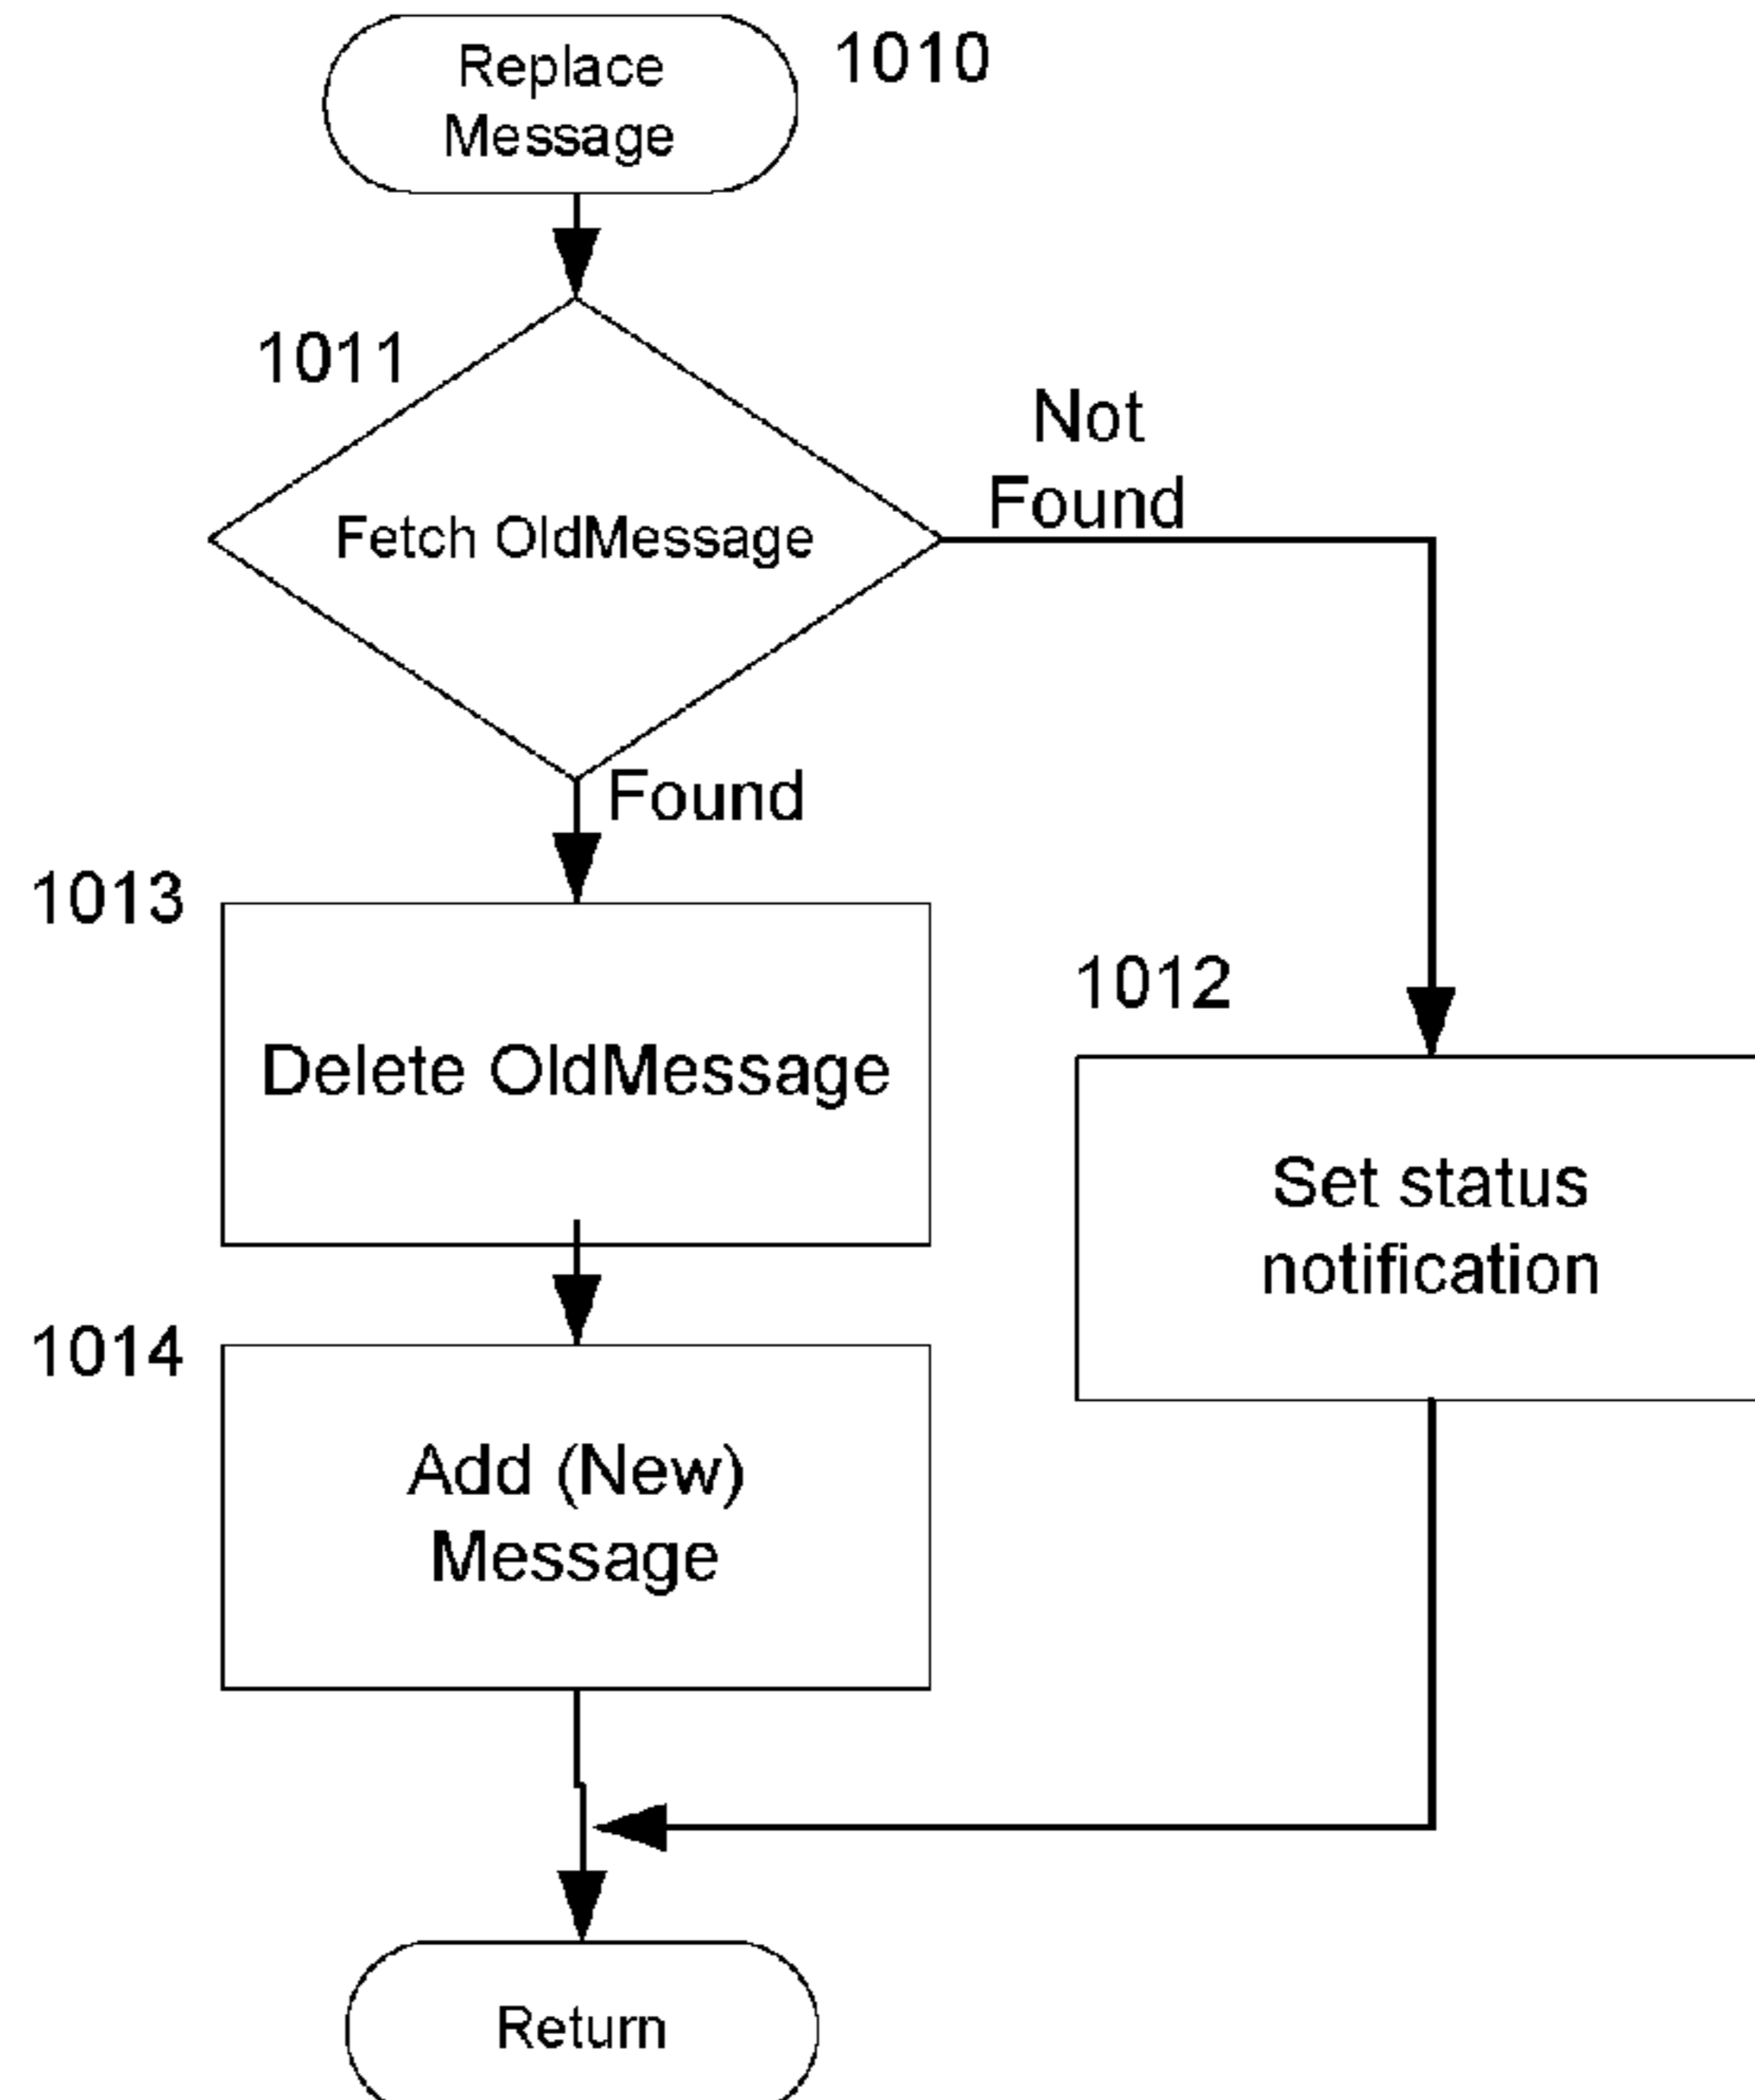 Replace
Message
1010
1011
Fetch OldMessage
Not
Found
Found
1013
Delete OldMessage
1012
Set status
notification
1014
Add (New)
Message
Return